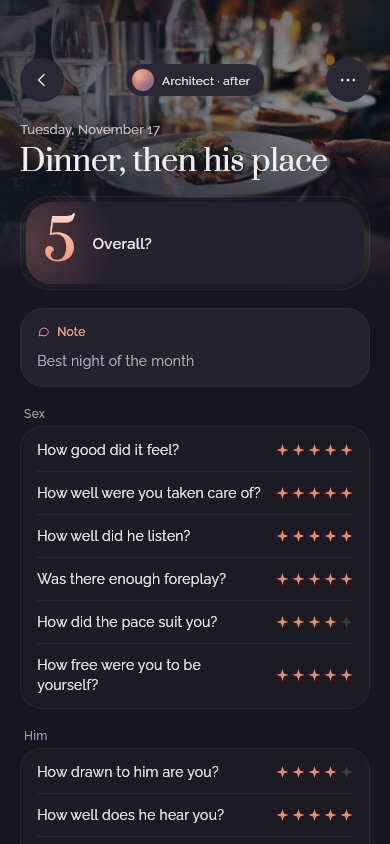 Architect · after
Tuesday, November 17
Dinner, then his place
5
Overall?
Note
Best night of the month
Sex
How good did it feel?
How well were you taken care of?
How well did he listen?
Was there enough foreplay?
How did the pace suit you?
How free were you to be
yourself?
Him
How drawn to him are you?
How well does he hear you?